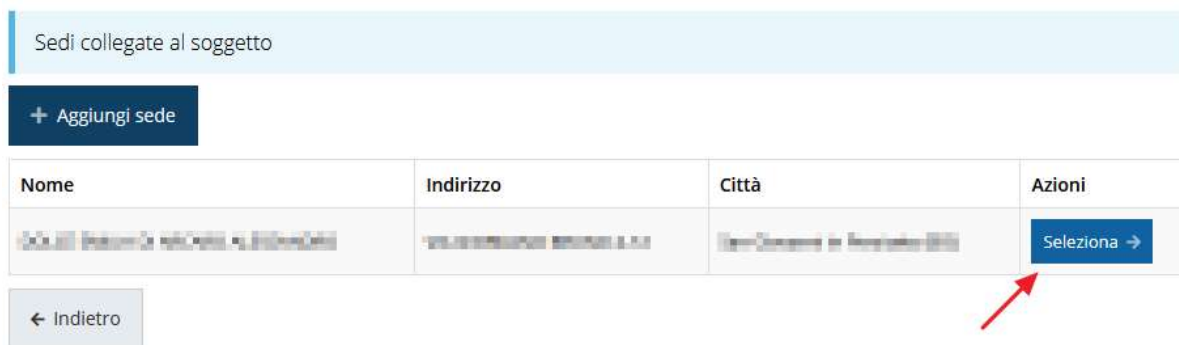 Sedi collegate al soggetto
+ Aggiungi sede
Nome Indirizzo Città Azioni
Seleziona →
← Indietro